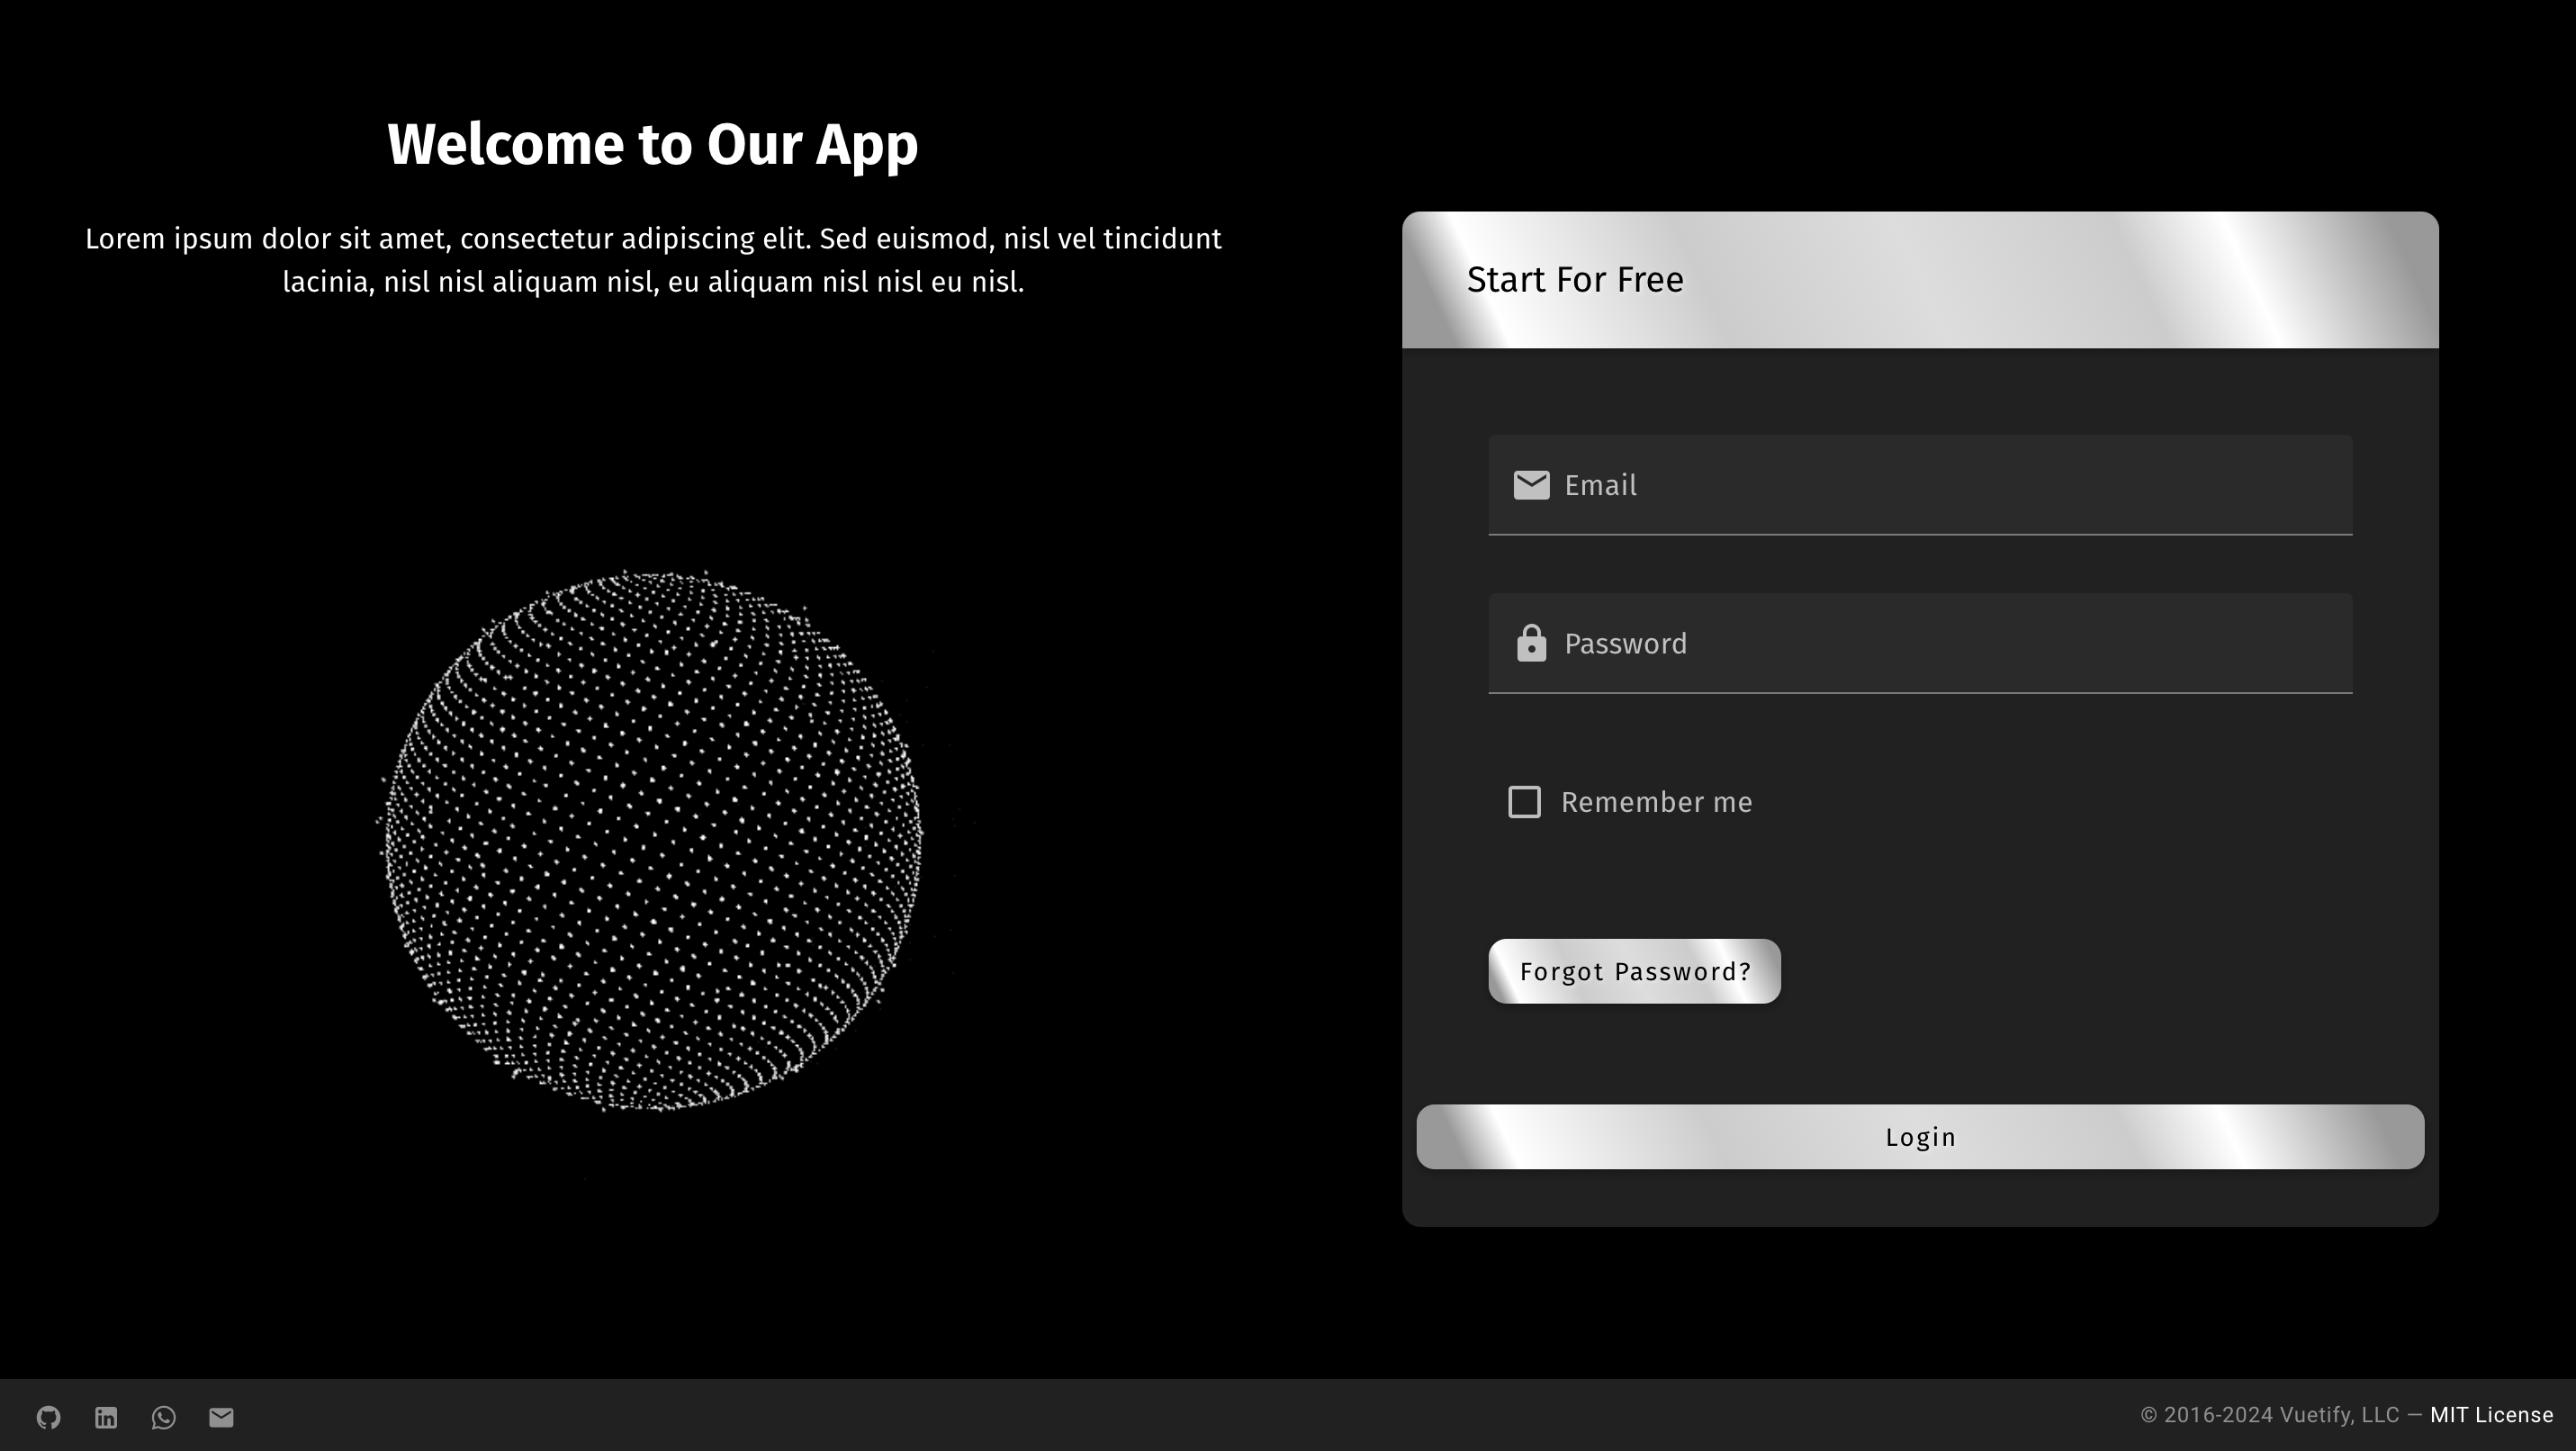 Welcome to Our App
Lorem ipsum dolor sit amet, consectetur adipiscing elit. Sed euismod, nisl vel tincidunt
lacinia, nisl nisl aliquam nisl, eu aliquam nisl nisl eu nisl.
Start For Free
Email
Password
Remember me
Forgot Password?
Login
© 2016-2024 Vuetify, LLC — MIT License